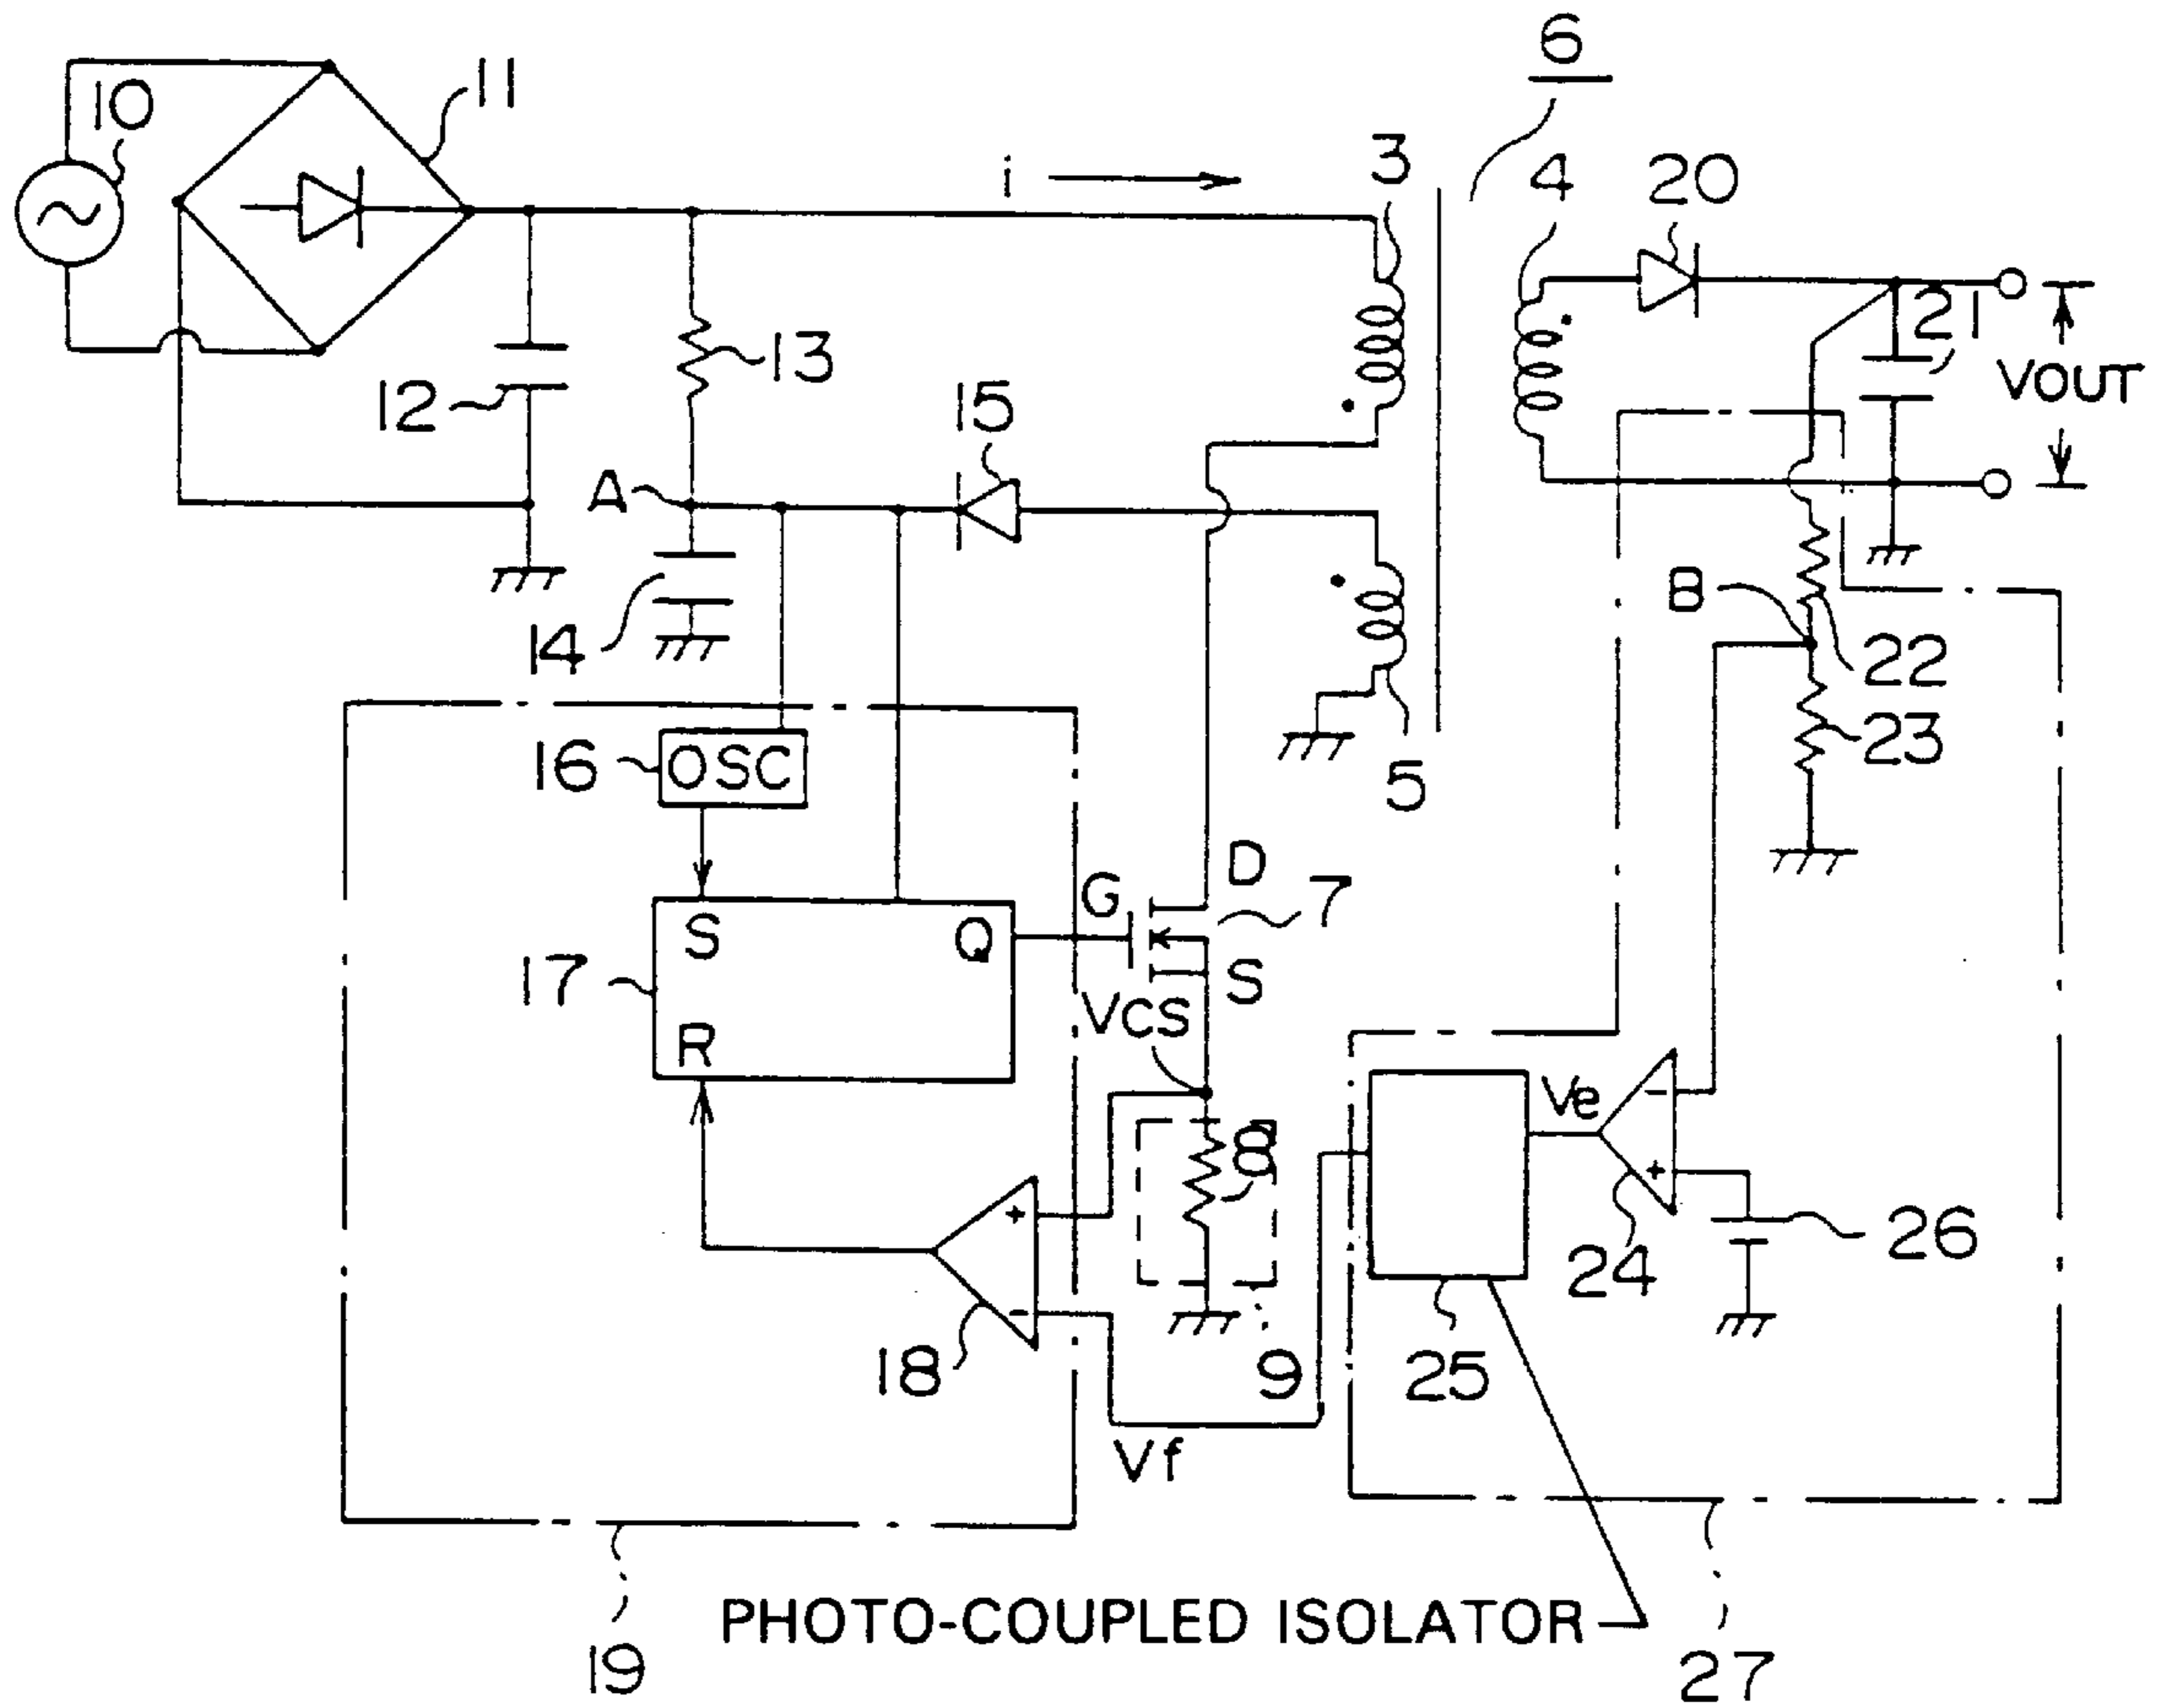 6
11
10
3
4
20
i
21
13
VOUT
12
15
A
B
14
22
23
16
OSC
5
D
G
7
S
Q
17
S
VCS
R
Ve
8
26
24
18
9
25
Vf
PHOTO-COUPLED ISOLATOR
19
27